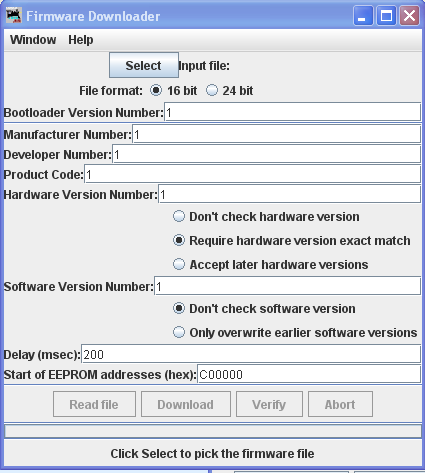 Firmware Downloader
Window Help
Select Input file:
File format: 16 bit 24 bit
Bootloader Version Number: 1
Manufacturer Number: 1
Developer Number: 1
Product Code: 1
Hardware Version Number: 1
Don't check hardware version
Require hardware version exact match
Accept later hardware versions
Software Version Number: 1
Don't check software version
Only overwrite earlier software versions
Delay (msec): 200
Start of EEPROM addresses (hex): C00000
Read file Download Verify Abort
Click Select to pick the firmware file